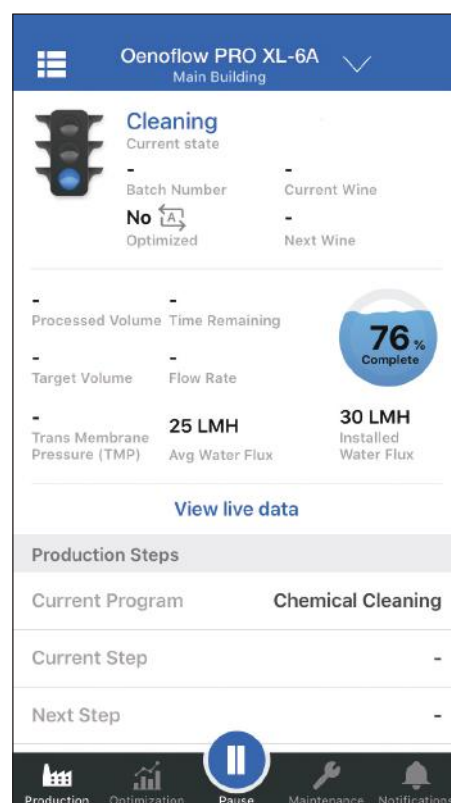 Oenoflow PRO XL-6A
Main Building
Cleaning
Current state
- -
Batch Number Current Wine
No A -
Optimized Next Wine
- -
Processed Volume Time Remaining
76 %
Complete
- -
Target Volume Flow Rate
- 25 LMH 30 LMH
Trans Membrane Pressure (TMP) Avg Water Flux Installed Water Flux
View live data
Production Steps
Current Program Chemical Cleaning
Current Step -
Next Step -
Production Optimization Pause Maintenance Notification